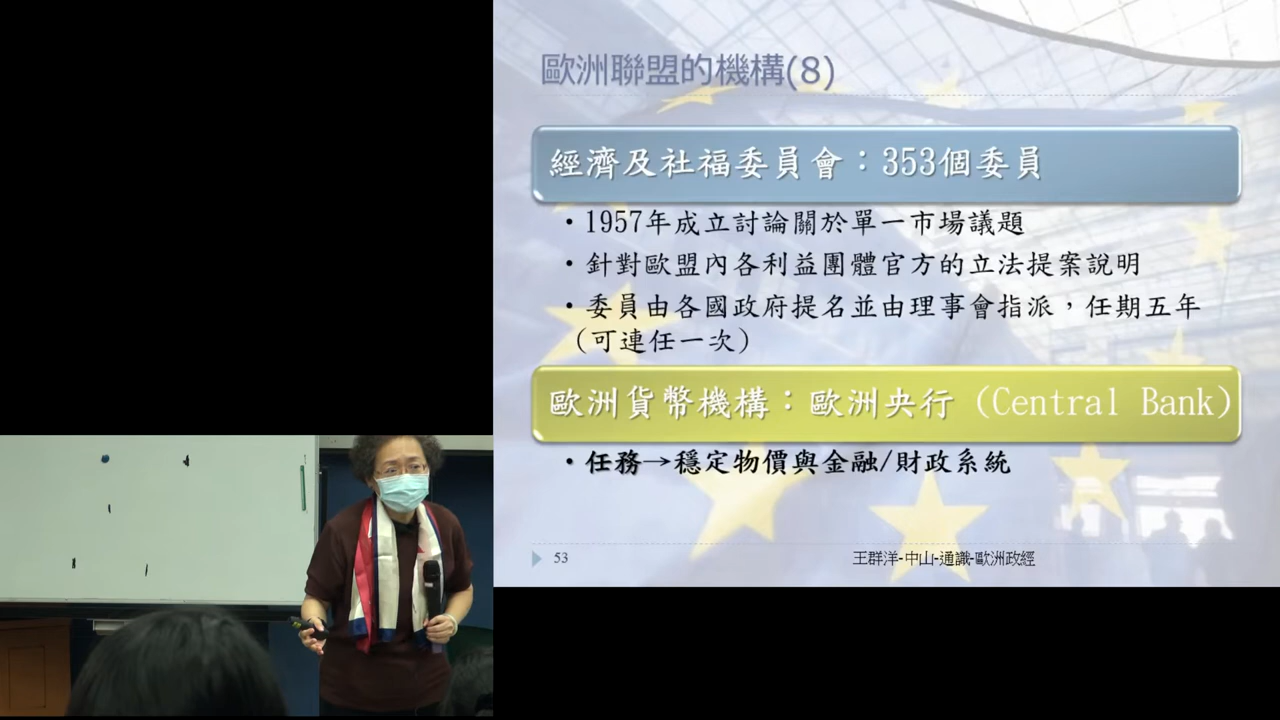 歐洲聯盟的機構(8)
經濟及社福委員會：353個委員
•1957年成立討論關於單一市場議題
•針對歐盟內各利益團體官方的立法提案說明
•委員由各國政府提名並由理事會指派，任期五年
(可連任一次)
歐洲貨幣機構：歐洲央行 (Central Bank)
•任務→穩定物價與金融/財政系統
53
王群洋-中山-通識-歐洲政經